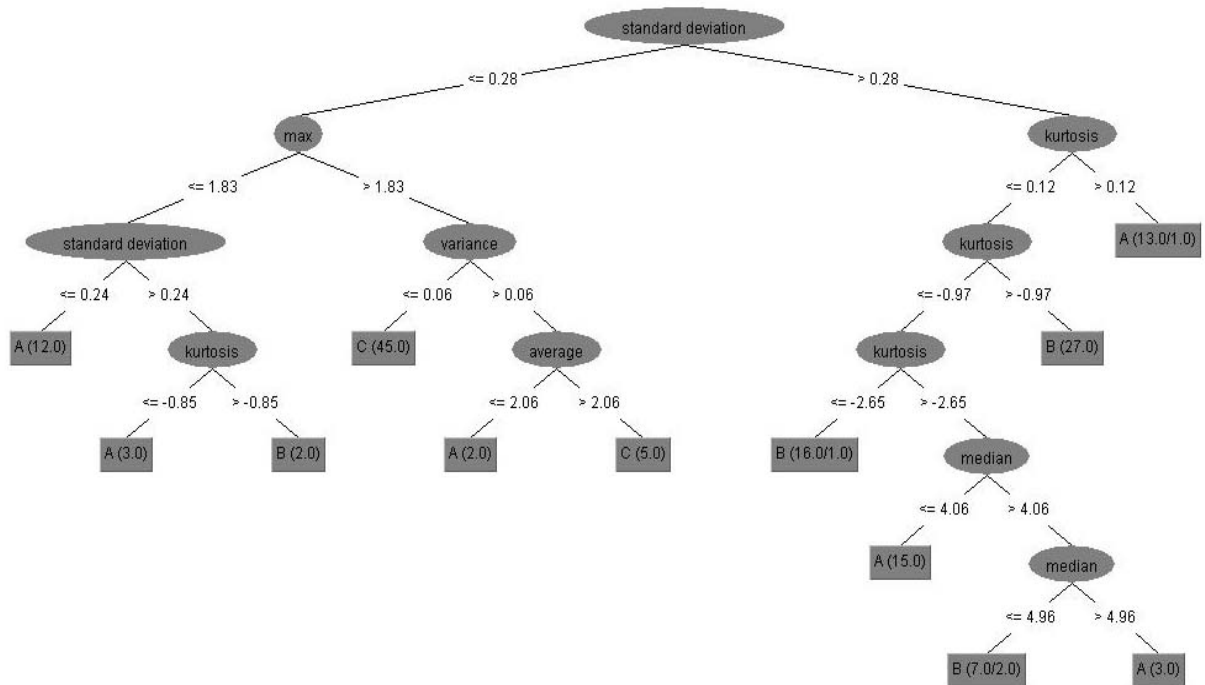 standard deviation
<= 0.28 > 0.28
max kurtosis
<= 1.83 > 1.83 <= 0.12 > 0.12
standard deviation variance kurtosis A (13.0/1.0)
<= 0.24 > 0.24 <= 0.06 > 0.06 <= -0.97 > -0.97
A (12.0) kurtosis C (45.0) average kurtosis B (27.0)
<= -0.85 > -0.85 <= 2.06 > 2.06 <= -2.65 > -2.65
A (3.0) B (2.0) A (2.0) C (5.0) B (16.0/1.0) median
<= 4.06 > 4.06
A (15.0) median
<= 4.96 > 4.96
B (7.0/2.0) A (3.0)